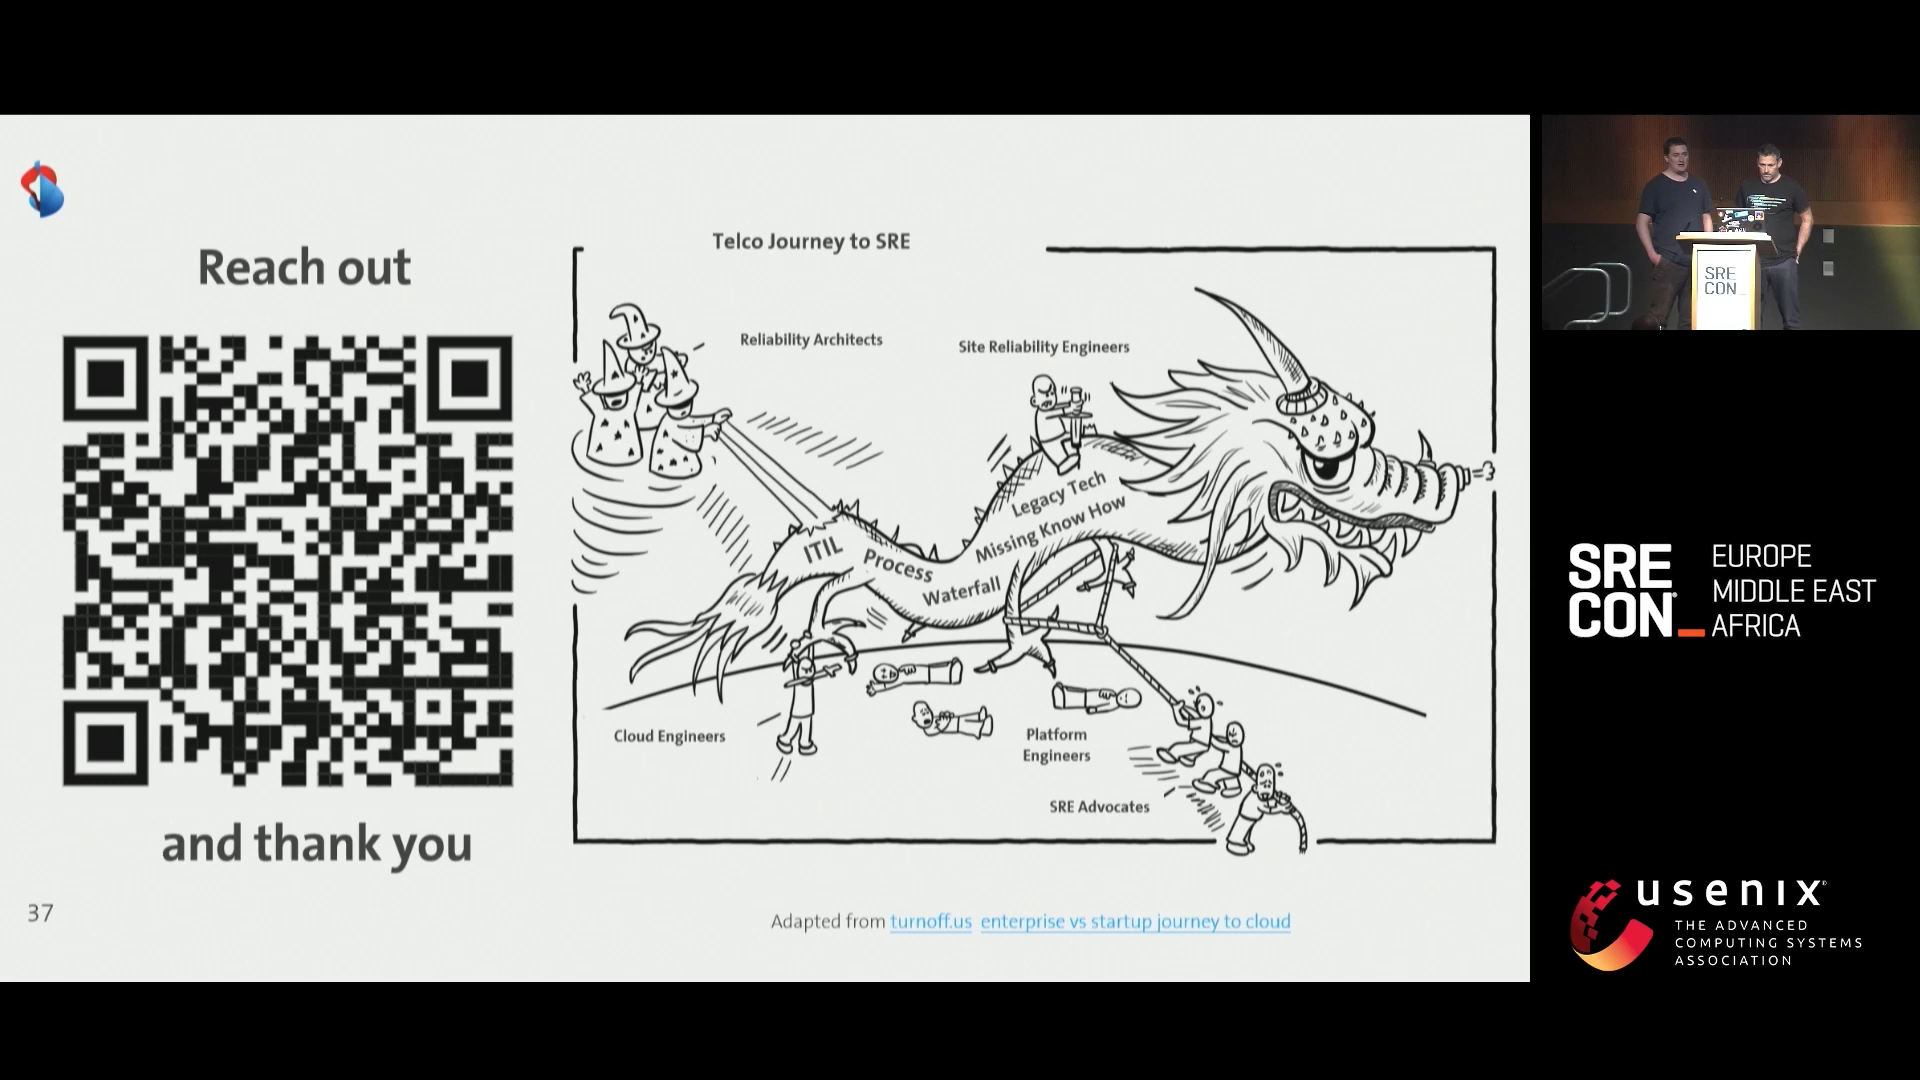 Reach out
and thank you
37
Telco Journey to SRE
Reliability Architects
Site Reliability Engineers
Legacy Tech
Missing Know How
ITIL
Process
Waterfall
Cloud Engineers
Platform
Engineers
SRE Advocates
Adapted from turnoff.us enterprise vs startup journey to cloud
SRE
CON_
SRE
CON_
EUROPE
MIDDLE EAST
AFRICA
usenix
THE ADVANCED
COMPUTING SYSTEMS
ASSOCIATION